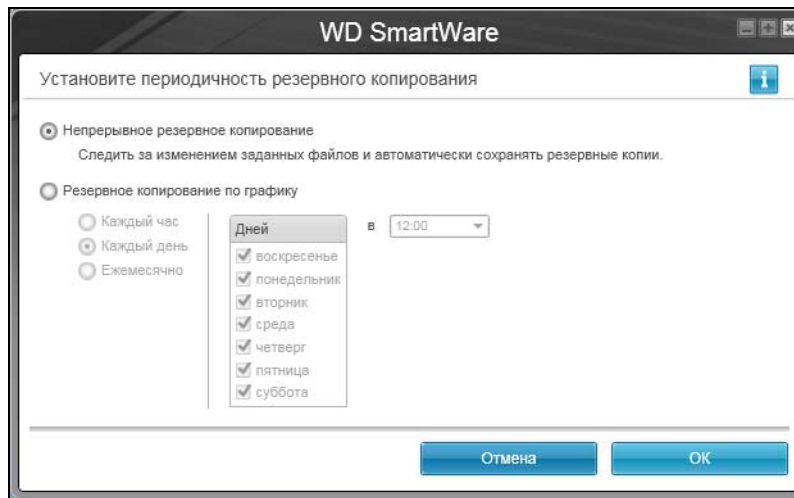 WD SmartWare
Установите периодичность резервного копирования
i
Непрерывное резервное копирование
Следить за изменением заданных файлов и автоматически сохранять резервные копии.
Резервное копирование по графику
Каждый час
Каждый день
Ежемесячно
Дней
воскресенье
понедельник
вторник
среда
четверг
пятница
суббота
в 12:00
Отмена
ОК